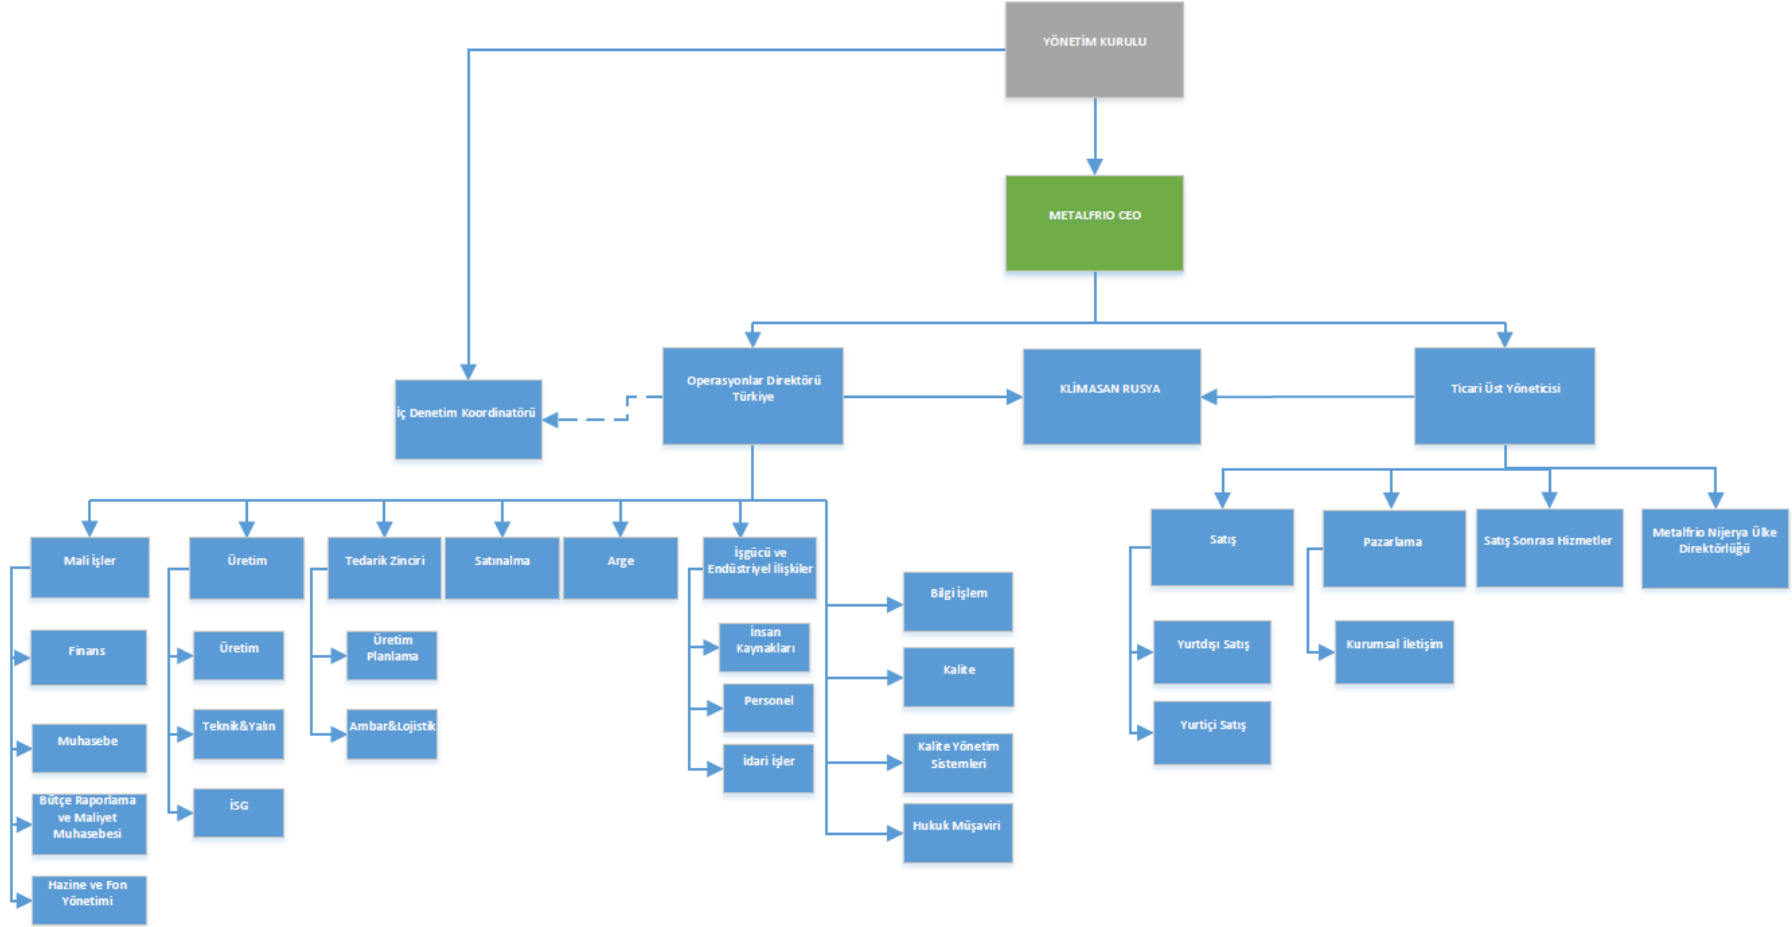 YÖNETİM KURULU
METALFRIO CEO
Operasyonlar Direktörü
Türkiye
KLİMASAN RUSYA
Ticari Üst Yöneticisi
İç Denetim Koordinatörü
Mali İşler
Üretim
Tedarik Zinciri
Satınalma
Arge
İşgücü ve
Endüstriyel İlişkiler
Satış
Pazarlama
Satış Sonrası Hizmetler
Metalfrio Nijerya Ülke
Direktörlüğü
Bilgi İşlem
Finans
Üretim
Üretim
Planlama
İnsan
Kaynakları
Kalite
Yurtdışı Satış
Kurumsal İletişim
Muhasebe
Teknik&Yalın
Ambar&Lojistik
Personel
Yurtiçi Satış
İdari İşler
Kalite Yönetim
Sistemleri
Bütçe Raporlama
ve Maliyet
Muhasebesi
İSG
Hukuk Müşaviri
Hazine ve Fon
Yönetimi